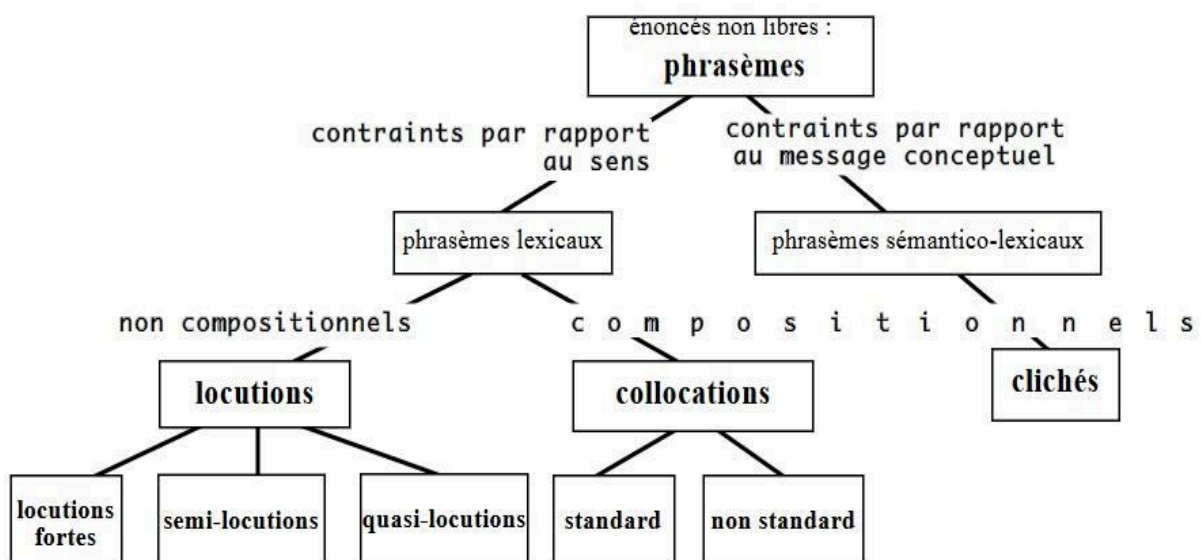 énoncés non libres :
phrasèmes
contraints par rapport
au sens
contraints par rapport
au message conceptuel
phrasèmes lexicaux
phrasèmes sémantico-lexicaux
non compositionnels
c o m p o s i t i o n n e l s
locutions
collocations
clichés
locutions
fortes
semi-locutions
quasi-locutions
standard
non standard